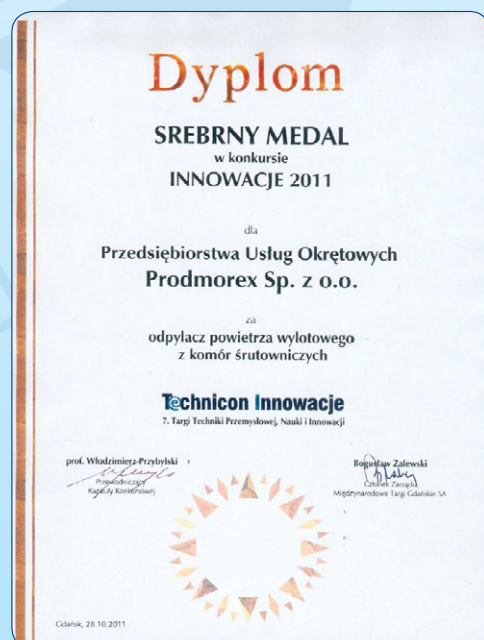 Dyplom
SREBRNY MEDAL
w konkursie
INNOWACJE 2011
dla
Przedsiębiorstwa Usług Okrętowych
Prodmorex Sp. z o.o.
za
odpylacz powietrza wylotowego
z komór śrutowniczych
Technicon Innowacje
7. Targi Techniki Przemysłowej, Nauki i Innowacji
prof. Włodzimierz Przybylski
Przewodniczący
Kapituły Konkursowej
Bogusław Zalewski
Członek Zarządu
Międzynarodowe Targi Gdańskie SA
Gdańsk, 28.10.2011